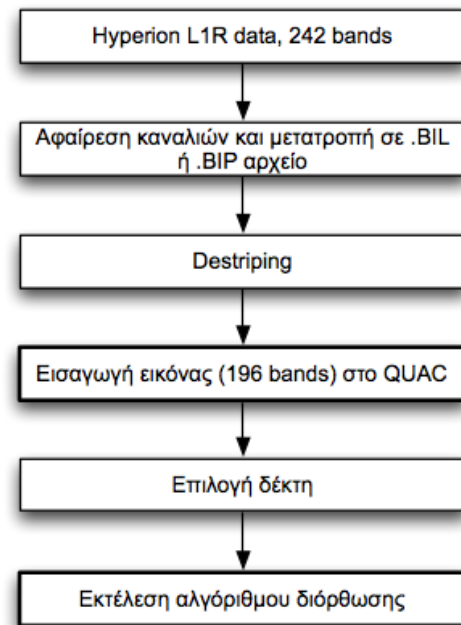 Hyperion L1R data, 242 bands
Αφαίρεση καναλιών και μετατροπή σε .BIL
ή .BIP αρχείο
Destriping
Εισαγωγή εικόνας (196 bands) στο QUAC
Επιλογή δέκτη
Εκτέλεση αλγόριθμου διόρθωσης